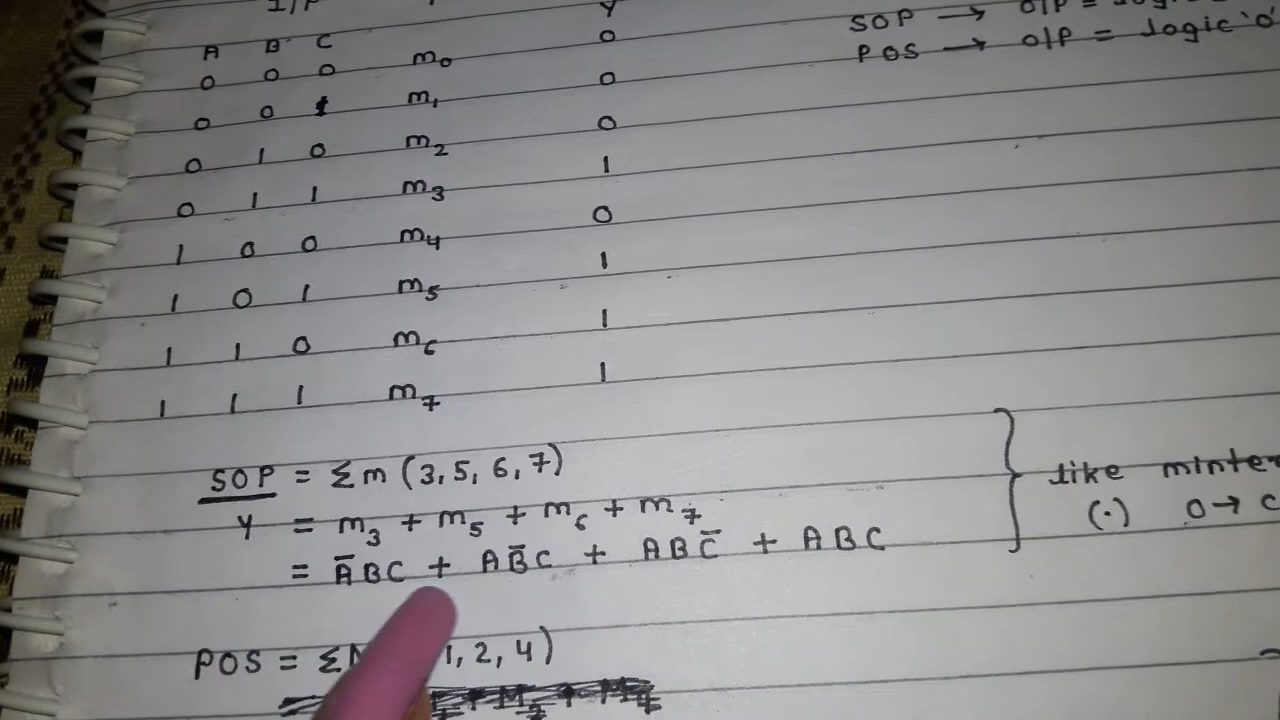 I/P Y SOP → O/P =
A B C POS → O/P = logic '0'
0 0 0 m₀ 0
0 0 1 m₁ 0
0 1 0 m₂ 0
0 1 1 m₃ 1
1 0 0 m₄ 0
1 0 1 m₅ 1
1 1 0 m₆ 1
1 1 1 m₇ 1
SOP = Σm (3, 5, 6, 7) like
Y = m₃ + m₅ + m₆ + m₇ (·) 0 →
= A̅BC + AB̅C + ABC̅ + ABC
POS = Σ 1, 2, 4)